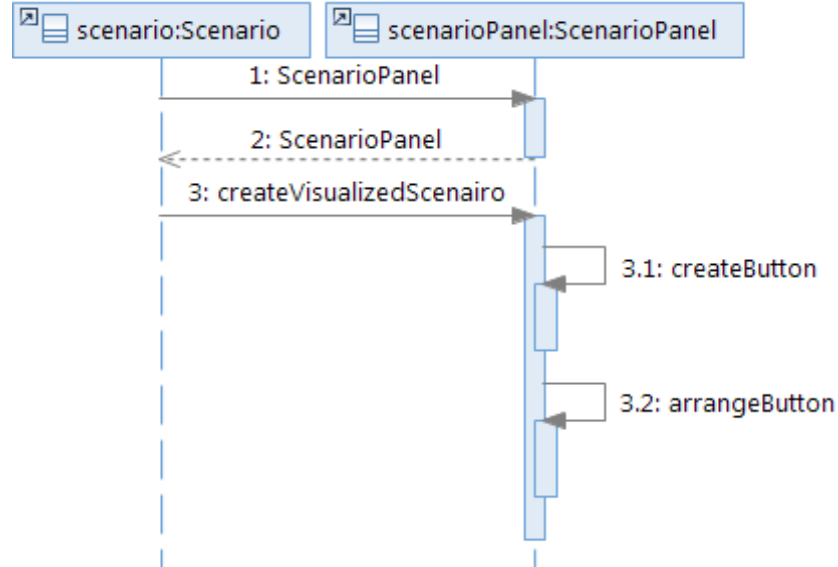 scenario:Scenario
scenarioPanel:ScenarioPanel
1: ScenarioPanel
2: ScenarioPanel
3: createVisualizedScenairo
3.1: createButton
3.2: arrangeButton